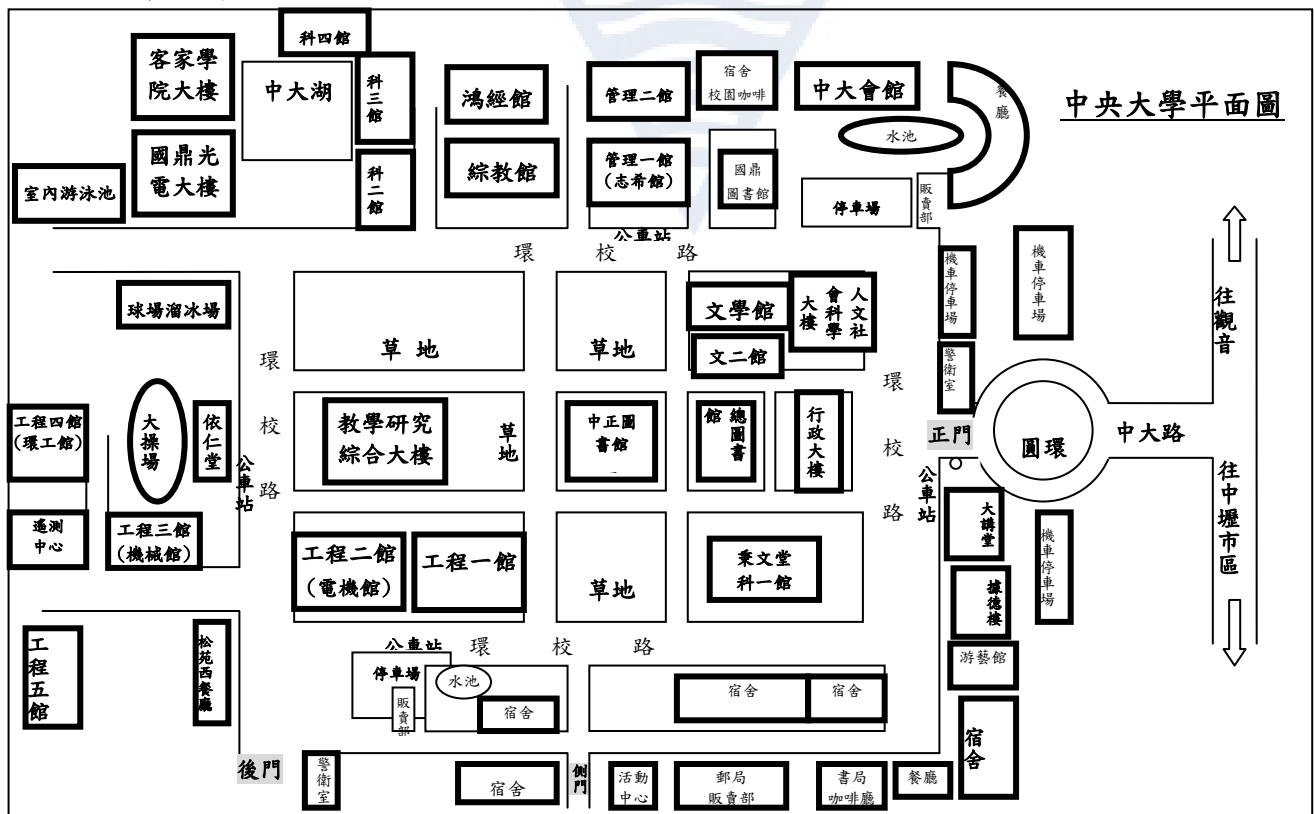 中央大學平面圖
科四館
客家學
院大樓
中大湖
科三館
鴻經館
管理二館
宿舍
校園咖啡
中大會館
餐廳
水池
國鼎光
電大樓
室內游泳池
科二館
綜教館
管理一館
(志希館)
國鼎
圖書館
停車場
販賣部
公車站
環校路
機車停車場
機車停車場
往觀音
球場溜冰場
草地
草地
文學館
人文社
會科學
大樓
文二館
警衛室
環校路
環校路
工程四館
(環工館)
大操場
依仁堂
公車站
教學研究
綜合大樓
草地
中正圖
書館
總圖書
館
行政大樓
正門
圓環
中大路
公車站
往中壢市區
遙測
中心
工程三館
(機械館)
工程二館
(電機館)
工程一館
草地
秉文堂
科一館
大講堂
機車停車場
據德樓
工程五館
松苑西餐廳
公車站
環校路
停車場
水池
販賣部
宿舍
宿舍
宿舍
游藝館
宿舍
後門
警衛室
宿舍
側門
活動
中心
郵局
販賣部
書局
咖啡廳
餐廳